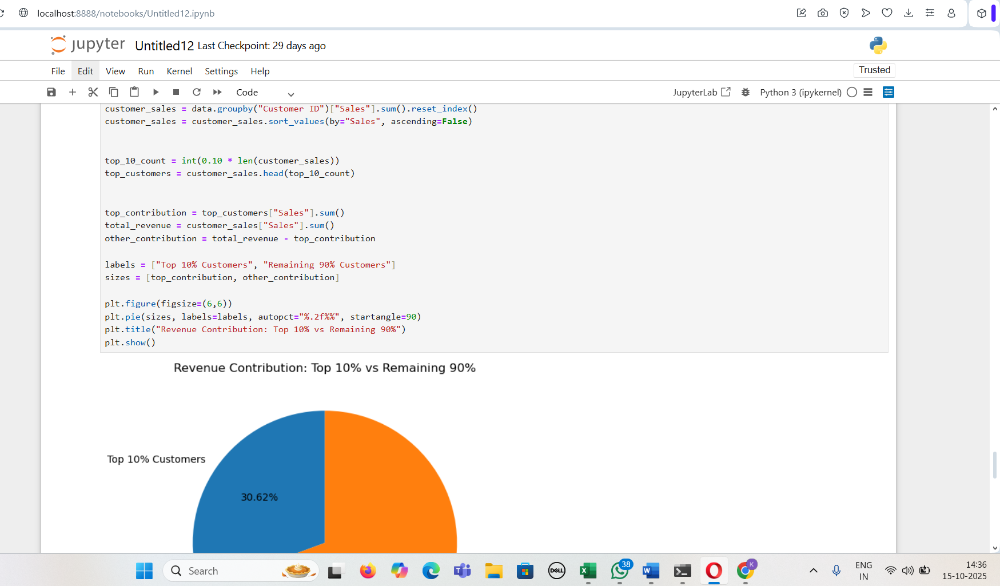 localhost:8888/notebooks/Untitled12.ipynb
jupyter Untitled12 Last Checkpoint: 29 days ago
File Edit View Run Kernel Settings Help Trusted
Code JupyterLab Python 3 (ipykernel)
customer_sales = data.groupby("Customer ID")["Sales"].sum().reset_index()
customer_sales = customer_sales.sort_values(by="Sales", ascending=False)
top_10_count = int(0.10 * len(customer_sales))
top_customers = customer_sales.head(top_10_count)
top_contribution = top_customers["Sales"].sum()
total_revenue = customer_sales["Sales"].sum()
other_contribution = total_revenue - top_contribution
labels = ["Top 10% Customers", "Remaining 90% Customers"]
sizes = [top_contribution, other_contribution]
plt.figure(figsize=(6,6))
plt.pie(sizes, labels=labels, autopct="%.2f%%", startangle=90)
plt.title("Revenue Contribution: Top 10% vs Remaining 90%")
plt.show()
Revenue Contribution: Top 10% vs Remaining 90%
Top 10% Customers
30.62%
Search
DELL
38
K
ENG
IN
14:36
15-10-2025